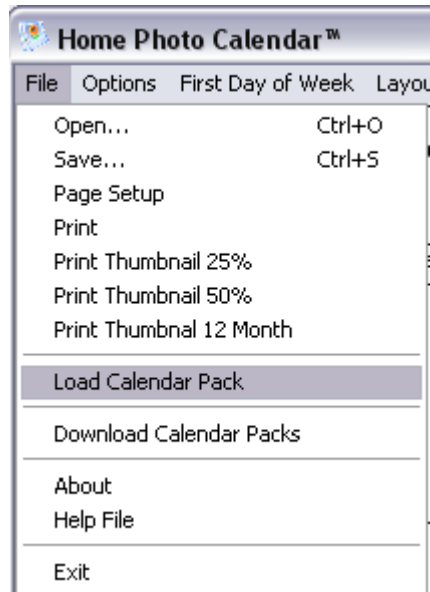 Home Photo Calendar™
File Options First Day of Week Layou
Open... Ctrl+O
Save... Ctrl+S
Page Setup
Print
Print Thumbnail 25%
Print Thumbnail 50%
Print Thumbnal 12 Month
Load Calendar Pack
Download Calendar Packs
About
Help File
Exit